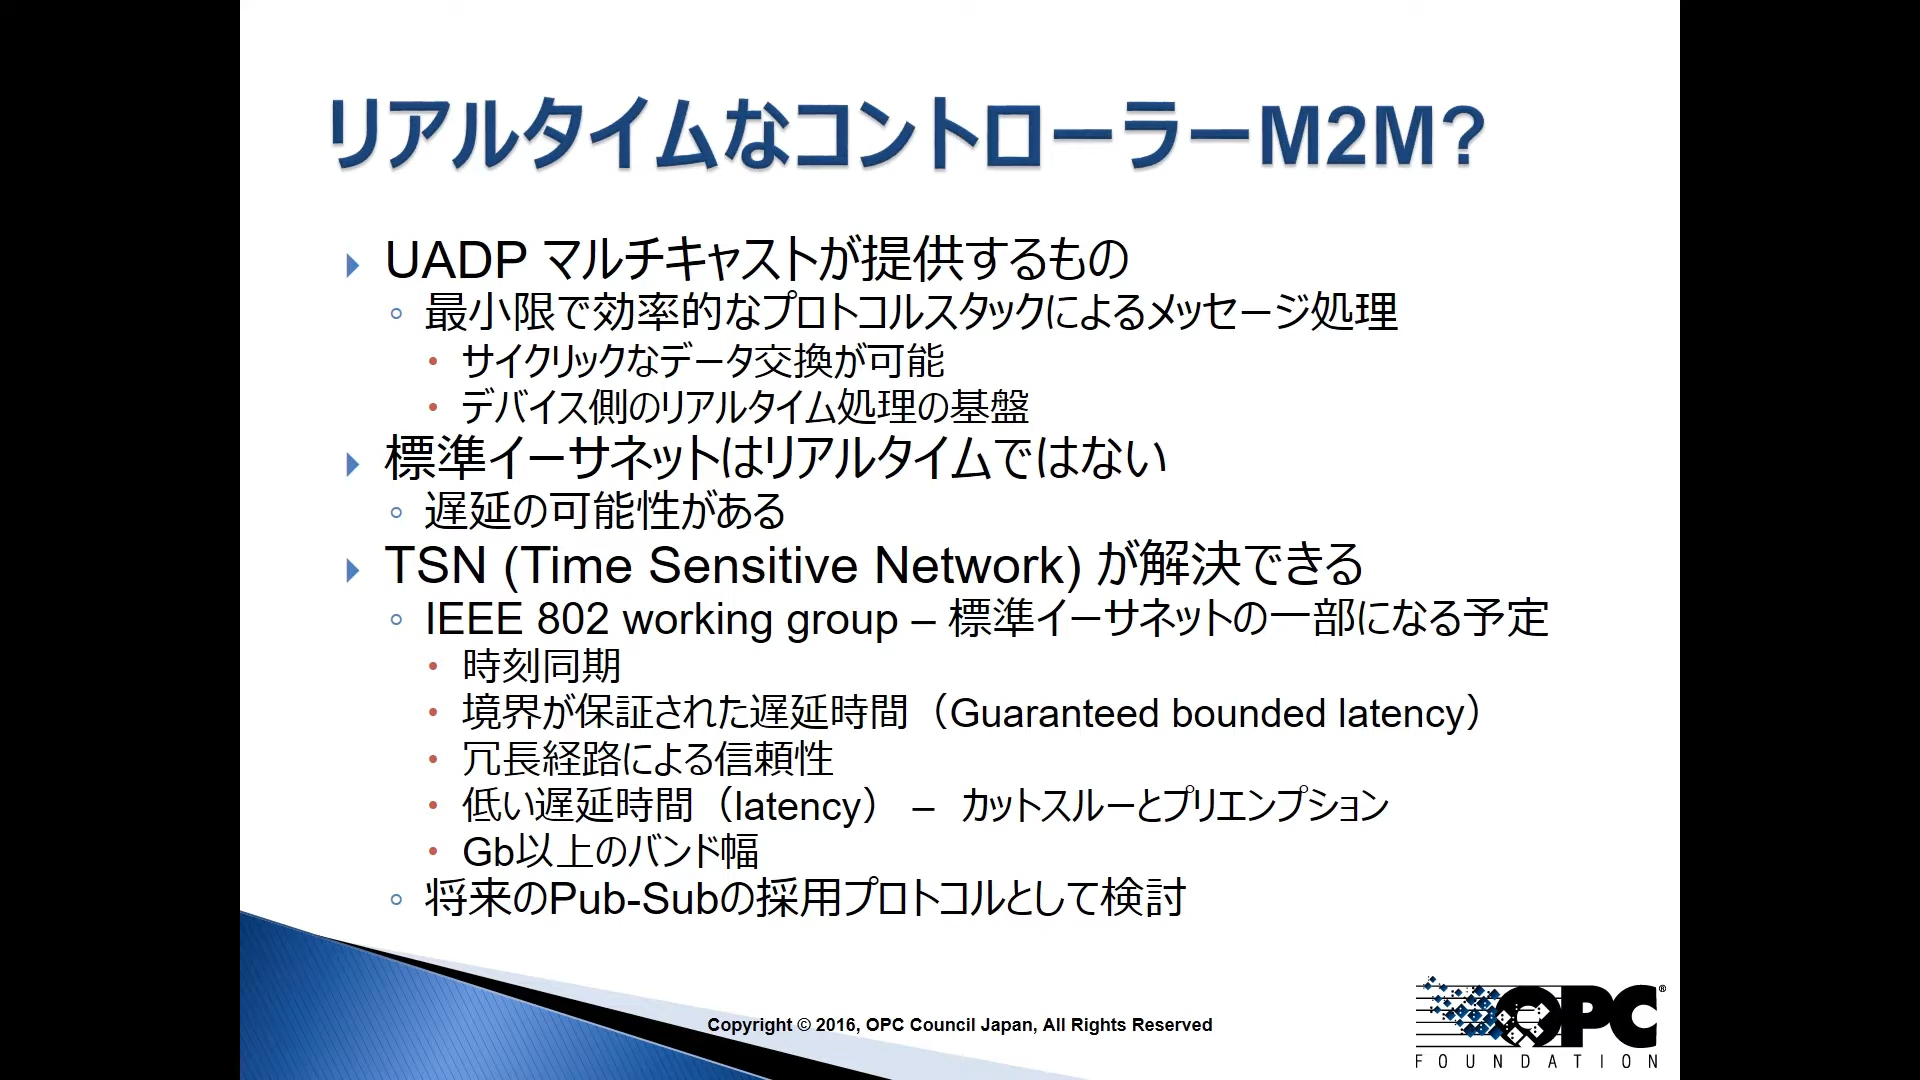 リアルタイムなコントローラーM2M?
UADP マルチキャストが提供するもの
最小限で効率的なプロトコルスタックによるメッセージ処理
サイクリックなデータ交換が可能
デバイス側のリアルタイム処理の基盤
標準イーサネットはリアルタイムではない
遅延の可能性がある
TSN (Time Sensitive Network) が解決できる
IEEE 802 working group – 標準イーサネットの一部になる予定
時刻同期
境界が保証された遅延時間（Guaranteed bounded latency）
冗長経路による信頼性
低い遅延時間（latency） – カットスルーとプリエンプション
Gb以上のバンド幅
将来のPub-Subの採用プロトコルとして検討
Copyright © 2016, OPC Council Japan, All Rights Reserved
OPC®
FOUNDATION